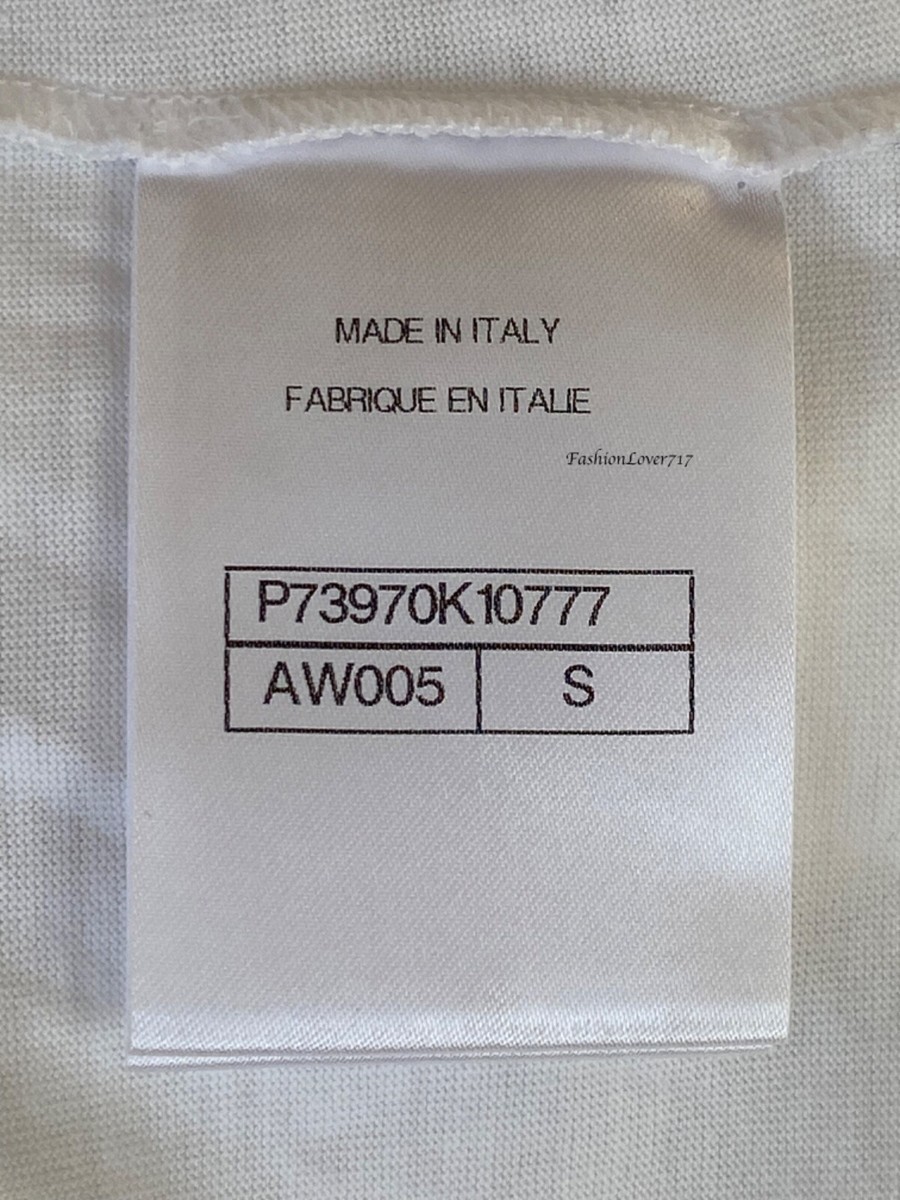 MADE IN ITALY
FABRIQUE EN ITALIE
FashionLover717
P73970K10777
AW005 S